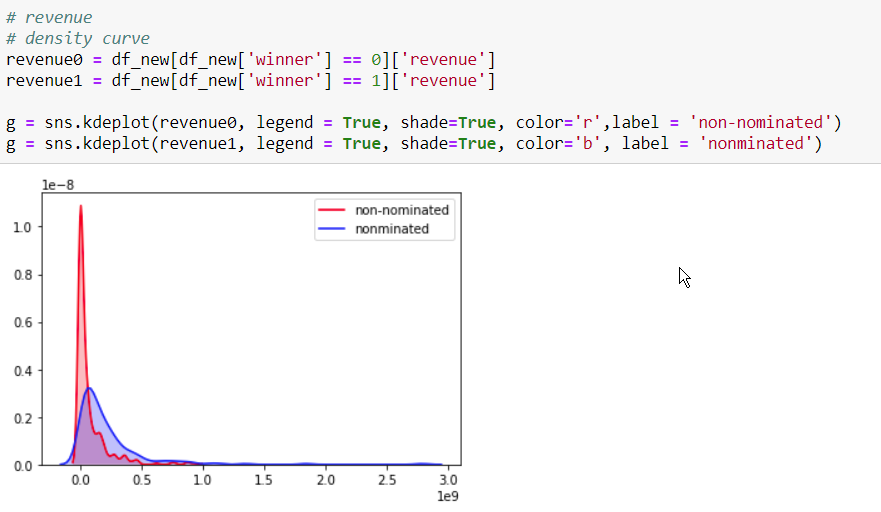 # revenue
# density curve
revenue0 = df_new[df_new['winner'] == 0]['revenue']
revenue1 = df_new[df_new['winner'] == 1]['revenue']
g = sns.kdeplot(revenue0, legend = True, shade=True, color='r',label = 'non-nominated')
g = sns.kdeplot(revenue1, legend = True, shade=True, color='b', label = 'nonminated')
1e-8
non-nominated
nonminated
1.0
0.8
0.6
0.4
0.2
0.0
0.0 0.5 1.0 1.5 2.0 2.5 3.0
1e9